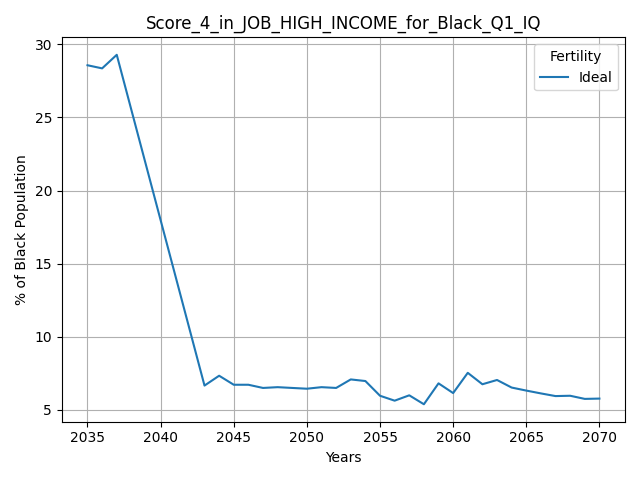 Score_4_in_JOB_HIGH_INCOME_for_Black_Q1_IQ
30
25
20
15
10
5
% of Black Population
Fertility
Ideal
2035 2040 2045 2050 2055 2060 2065 2070
Years